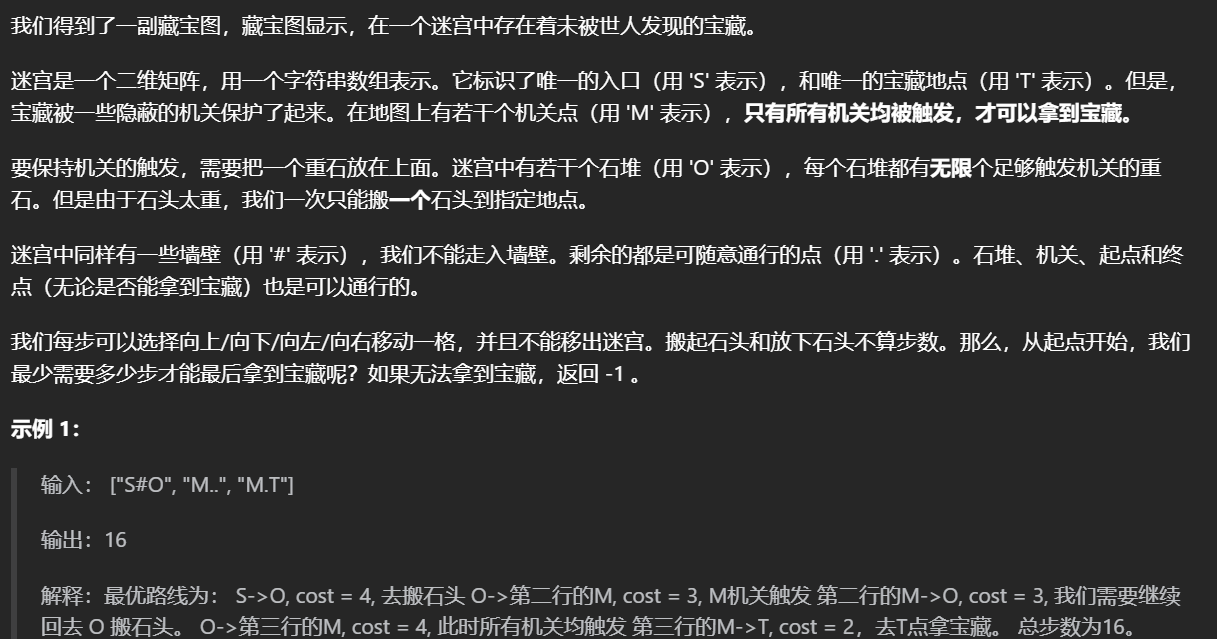 我们得到了一副藏宝图，藏宝图显示，在一个迷宫中存在着未被世人发现的宝藏。
迷宫是一个二维矩阵，用一个字符串数组表示。它标识了唯一的入口（用 'S' 表示），和唯一的宝藏地点（用 'T' 表示）。但是，
宝藏被一些隐蔽的机关保护了起来。在地图上有若干个机关点（用 'M' 表示），只有所有机关均被触发，才可以拿到宝藏。
要保持机关的触发，需要把一个重石放在上面。迷宫中有若干个石堆（用 'O' 表示），每个石堆都有无限个足够触发机关的重
石。但是由于石头太重，我们一次只能搬一个石头到指定地点。
迷宫中同样有一些墙壁（用 '#' 表示），我们不能走入墙壁。剩余的都是可随意通行的点（用 '.' 表示）。石堆、机关、起点和终
点（无论是否能拿到宝藏）也是可以通行的。
我们每步可以选择向上/向下/向左/向右移动一格，并且不能移出迷宫。搬起石头和放下石头不算步数。那么，从起点开始，我们
最少需要多少步才能最后拿到宝藏呢？如果无法拿到宝藏，返回 -1 。
示例 1：
输入： ["S#O", "M..", "M.T"]
输出：16
解释：最优路线为： S->O, cost = 4, 去搬石头 O->第二行的M, cost = 3, M机关触发 第二行的M->O, cost = 3, 我们需要继续
回去 O 搬石头。 O->第三行的M, cost = 4, 此时所有机关均触发 第三行的M->T, cost = 2，去T点拿宝藏。 总步数为16。